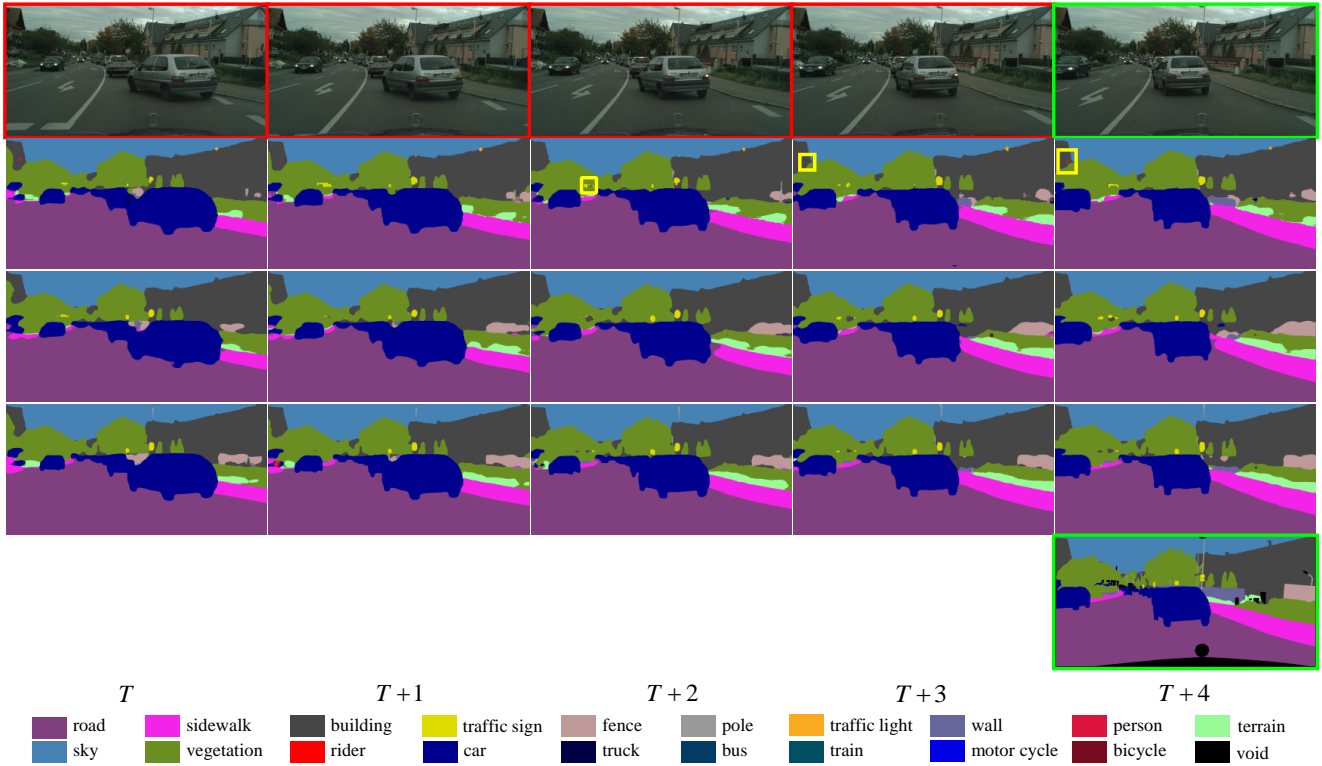 T T + 1 T + 2 T + 3 T + 4
road sidewalk building traffic sign fence pole traffic light wall person terrain
sky vegetation rider car truck bus train motor cycle bicycle void